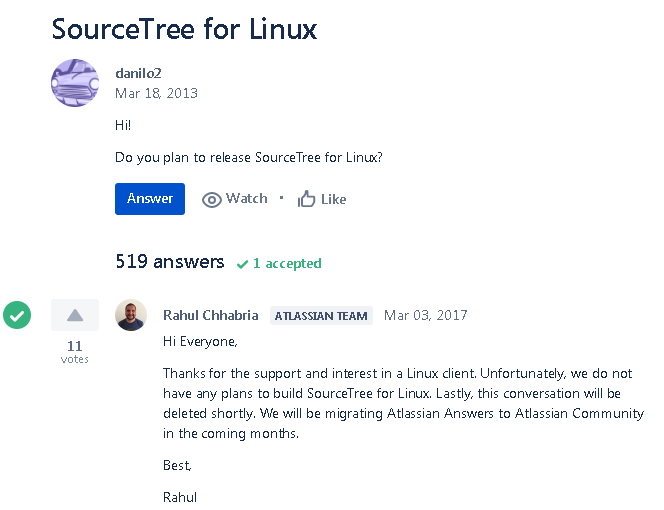 SourceTree for Linux
danilo2
Mar 18, 2013
Hi!
Do you plan to release SourceTree for Linux?
Answer Watch · Like
519 answers 1 accepted
Rahul Chhabria ATLASSIAN TEAM Mar 03, 2017
11
votes
Hi Everyone,
Thanks for the support and interest in a Linux client. Unfortunately, we do not
have any plans to build SourceTree for Linux. Lastly, this conversation will be
deleted shortly. We will be migrating Atlassian Answers to Atlassian Community
in the coming months.
Best,
Rahul